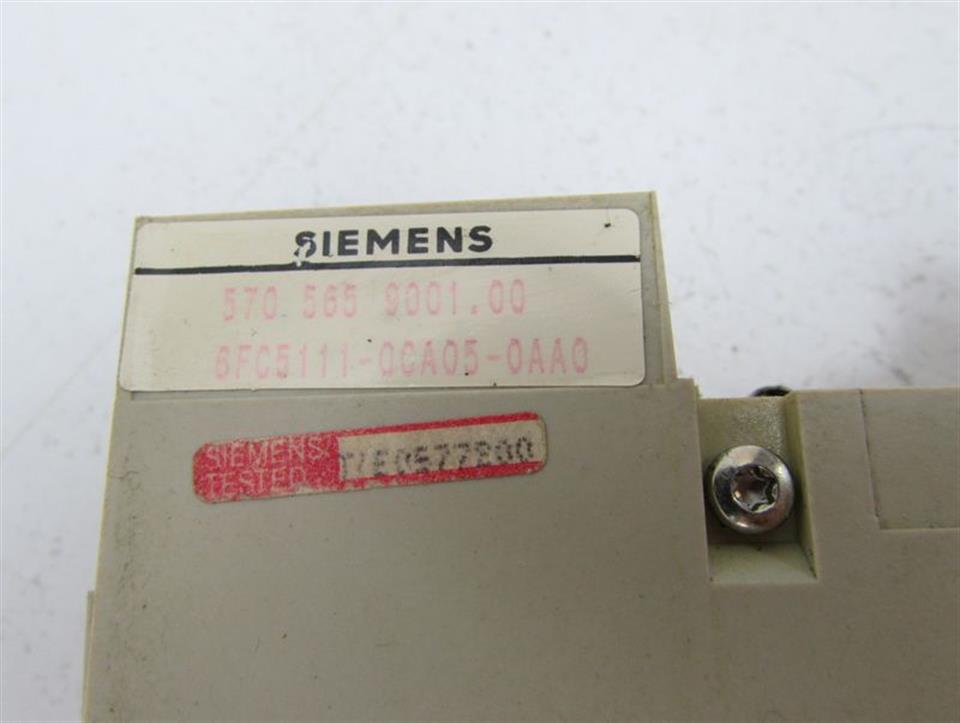 SIEMENS
570 565 9001.00
6FC5111-0CA05-0AA0
SIEMENS
TESTED